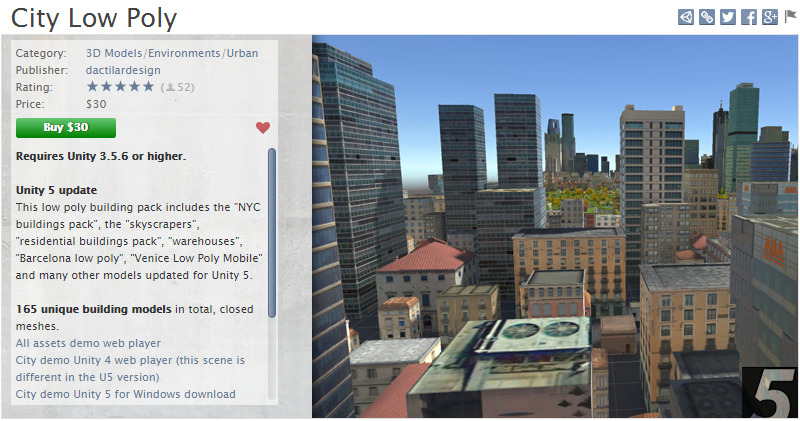 City Low Poly
Category: 3D Models/Environments/Urban
Publisher: dactilardesign
Rating: ★★★★★ (52)
Price: $30
Buy $30
Requires Unity 3.5.6 or higher.
Unity 5 update
This low poly building pack includes the "NYC
buildings pack", the "skyscrapers",
"residential buildings pack", "warehouses",
"Barcelona low poly", "Venice Low Poly Mobile"
and many other models updated for Unity 5.
165 unique building models in total, closed
meshes.
All assets demo web player
City demo Unity 4 web player (this scene is
different in the U5 version)
City demo Unity 5 for Windows download
5